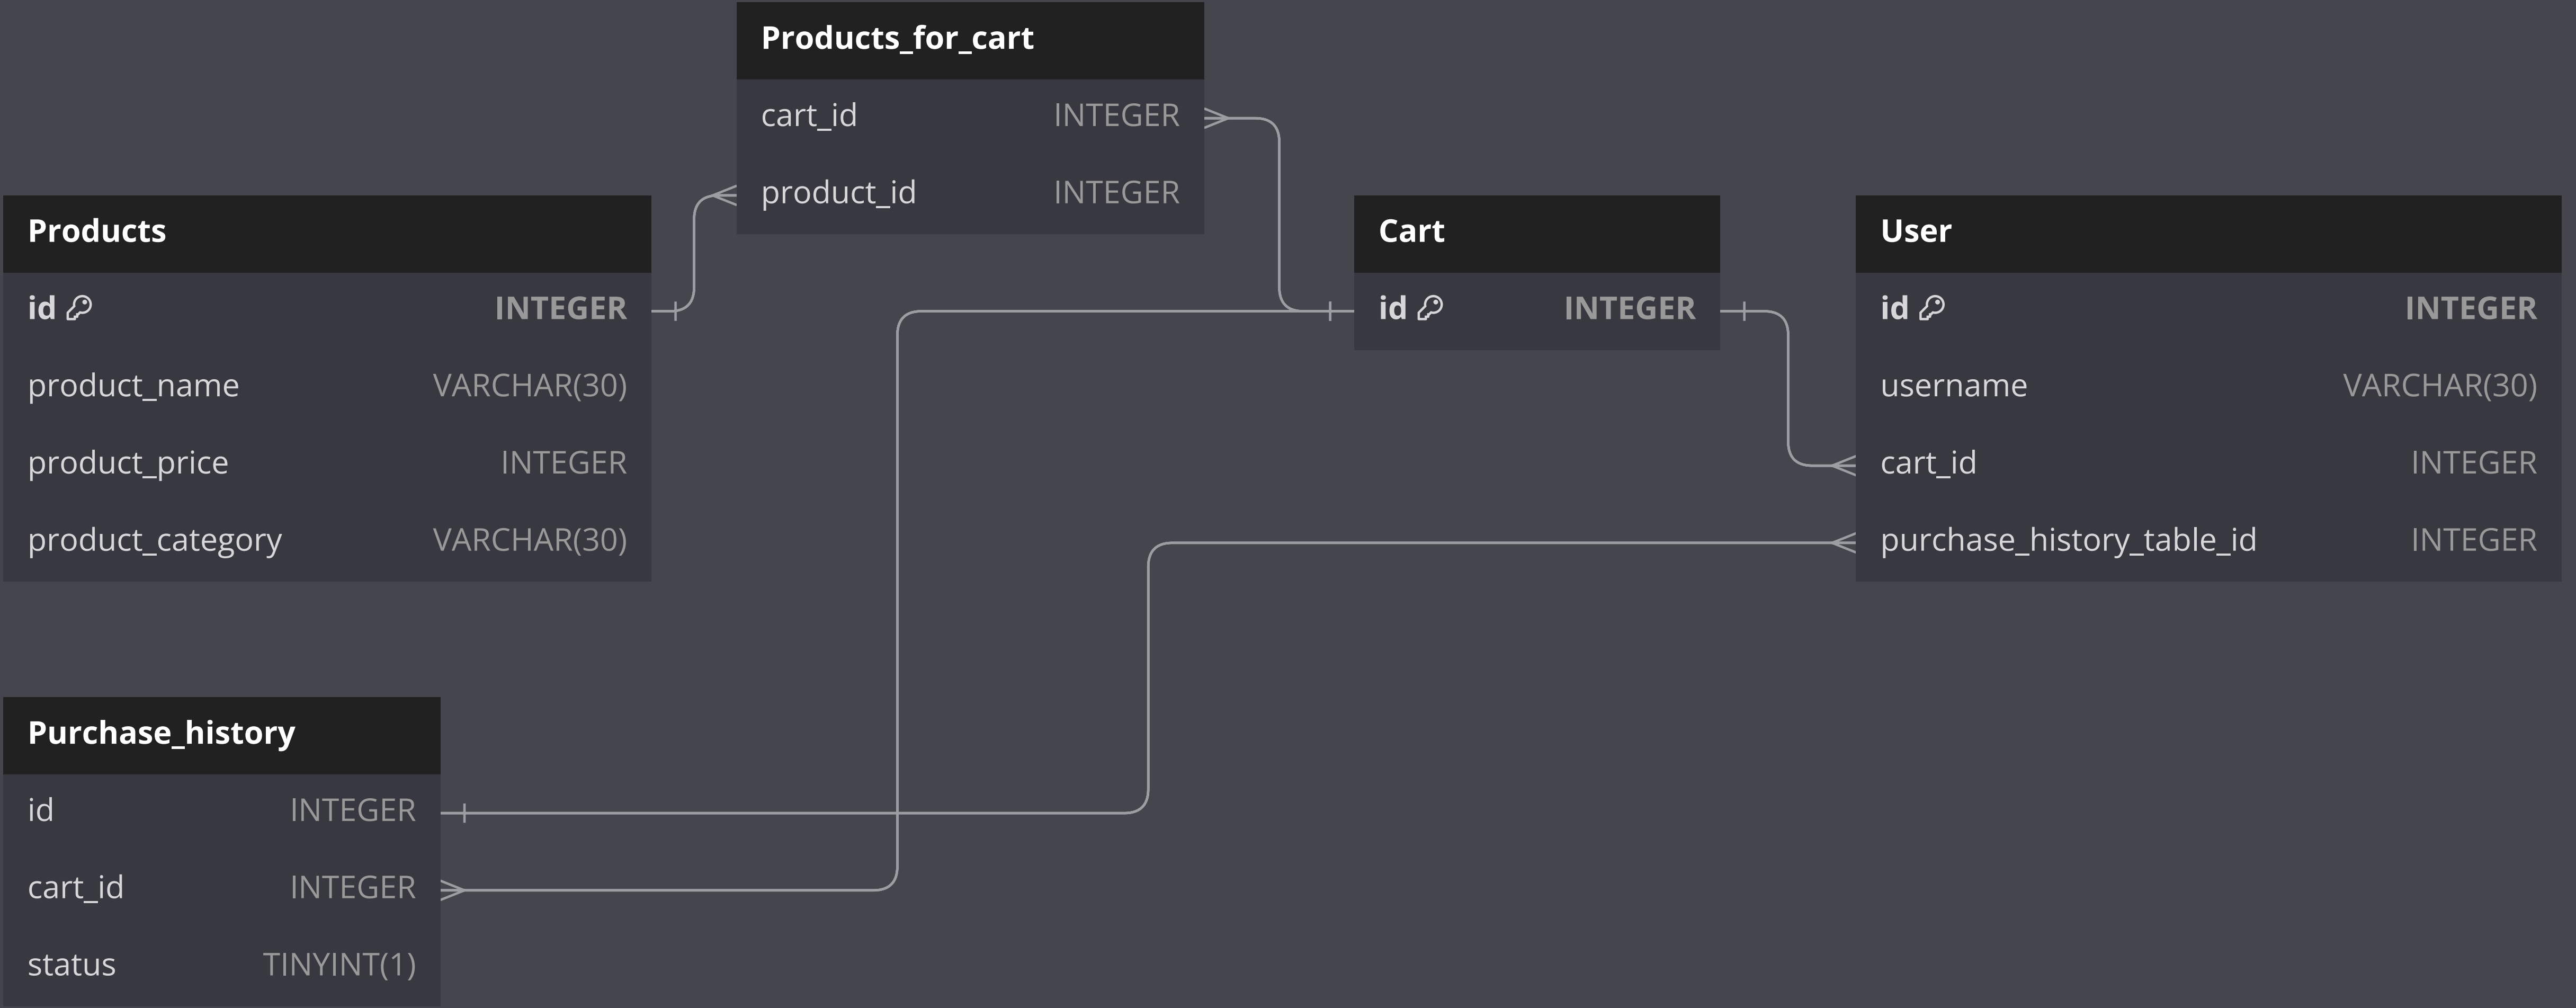 Products_for_cart
cart_id INTEGER
product_id INTEGER
Products
id INTEGER
product_name VARCHAR(30)
product_price INTEGER
product_category VARCHAR(30)
Cart
id INTEGER
User
id INTEGER
username VARCHAR(30)
cart_id INTEGER
purchase_history_table_id INTEGER
Purchase_history
id INTEGER
cart_id INTEGER
status TINYINT(1)